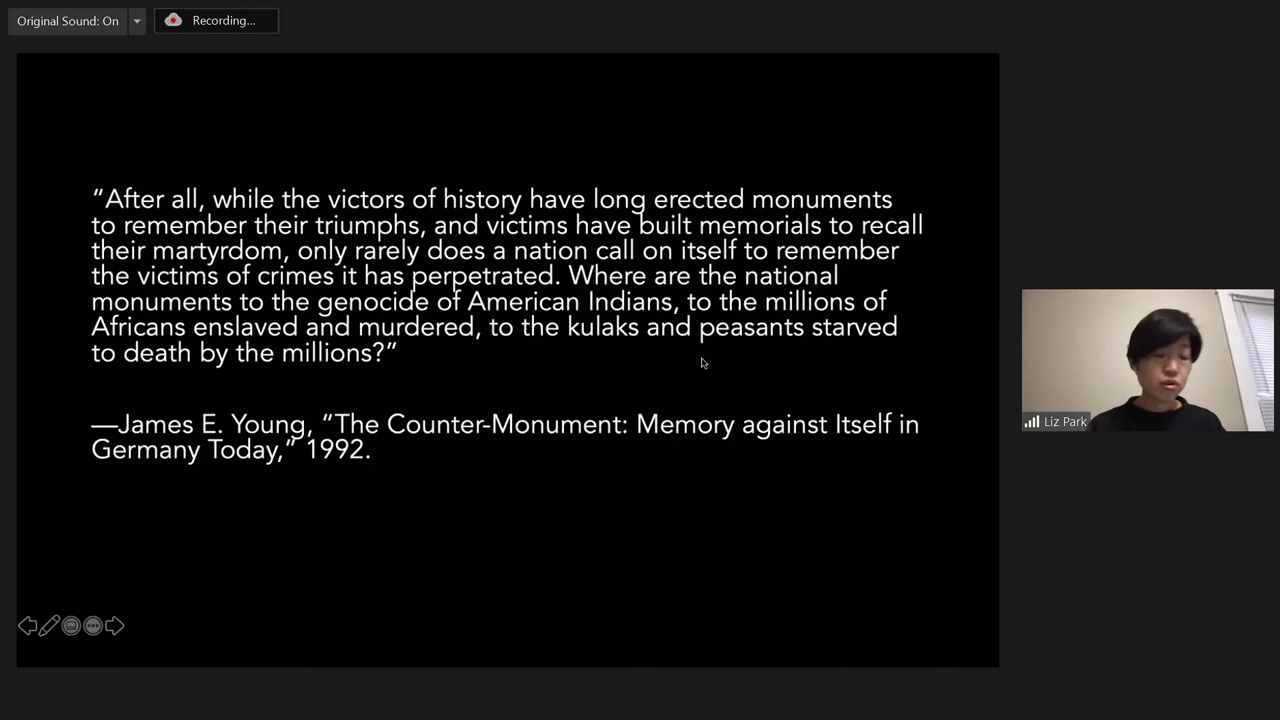 Original Sound: On
Recording...
“After all, while the victors of history have long erected monuments
to remember their triumphs, and victims have built memorials to recall
their martyrdom, only rarely does a nation call on itself to remember
the victims of crimes it has perpetrated. Where are the national
monuments to the genocide of American Indians, to the millions of
Africans enslaved and murdered, to the kulaks and peasants starved
to death by the millions?”
—James E. Young, “The Counter-Monument: Memory against Itself in
Germany Today,“ 1992.
Liz Park